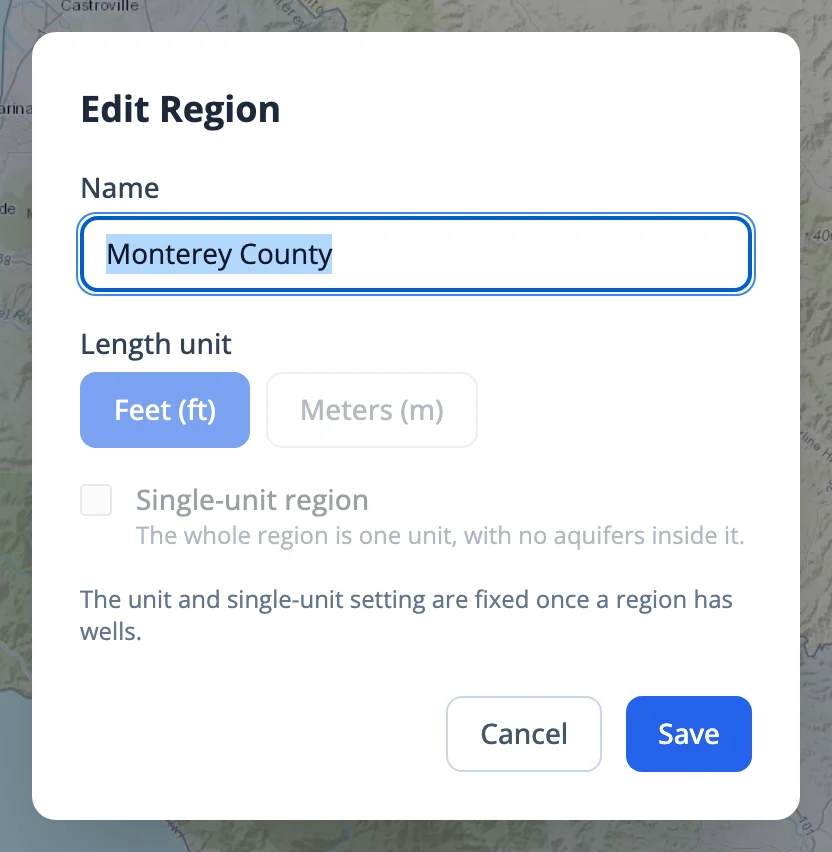 Castroville
Edit Region
Name
Monterey County
Length unit
Feet (ft)
Meters (m)
Single-unit region
The whole region is one unit, with no aquifers inside it.
The unit and single-unit setting are fixed once a region has
wells.
Cancel
Save
101